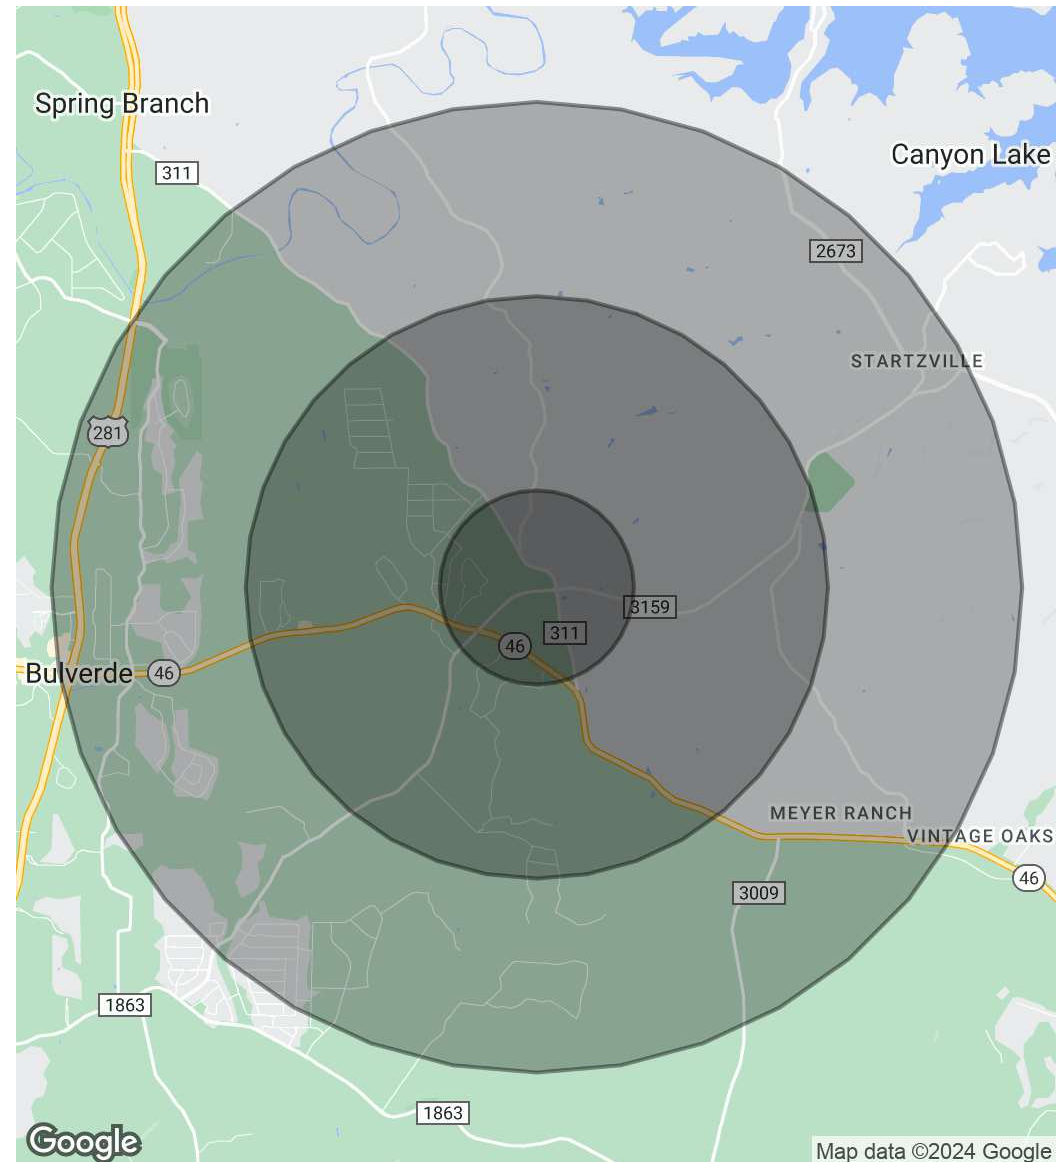 Spring Branch
Canyon Lake
311
2673
STARTZVILLE
281
3159
311
46
Bulverde
46
MEYER RANCH
VINTAGE OAKS
46
3009
1863
1863
Google
Map data ©2024 Google